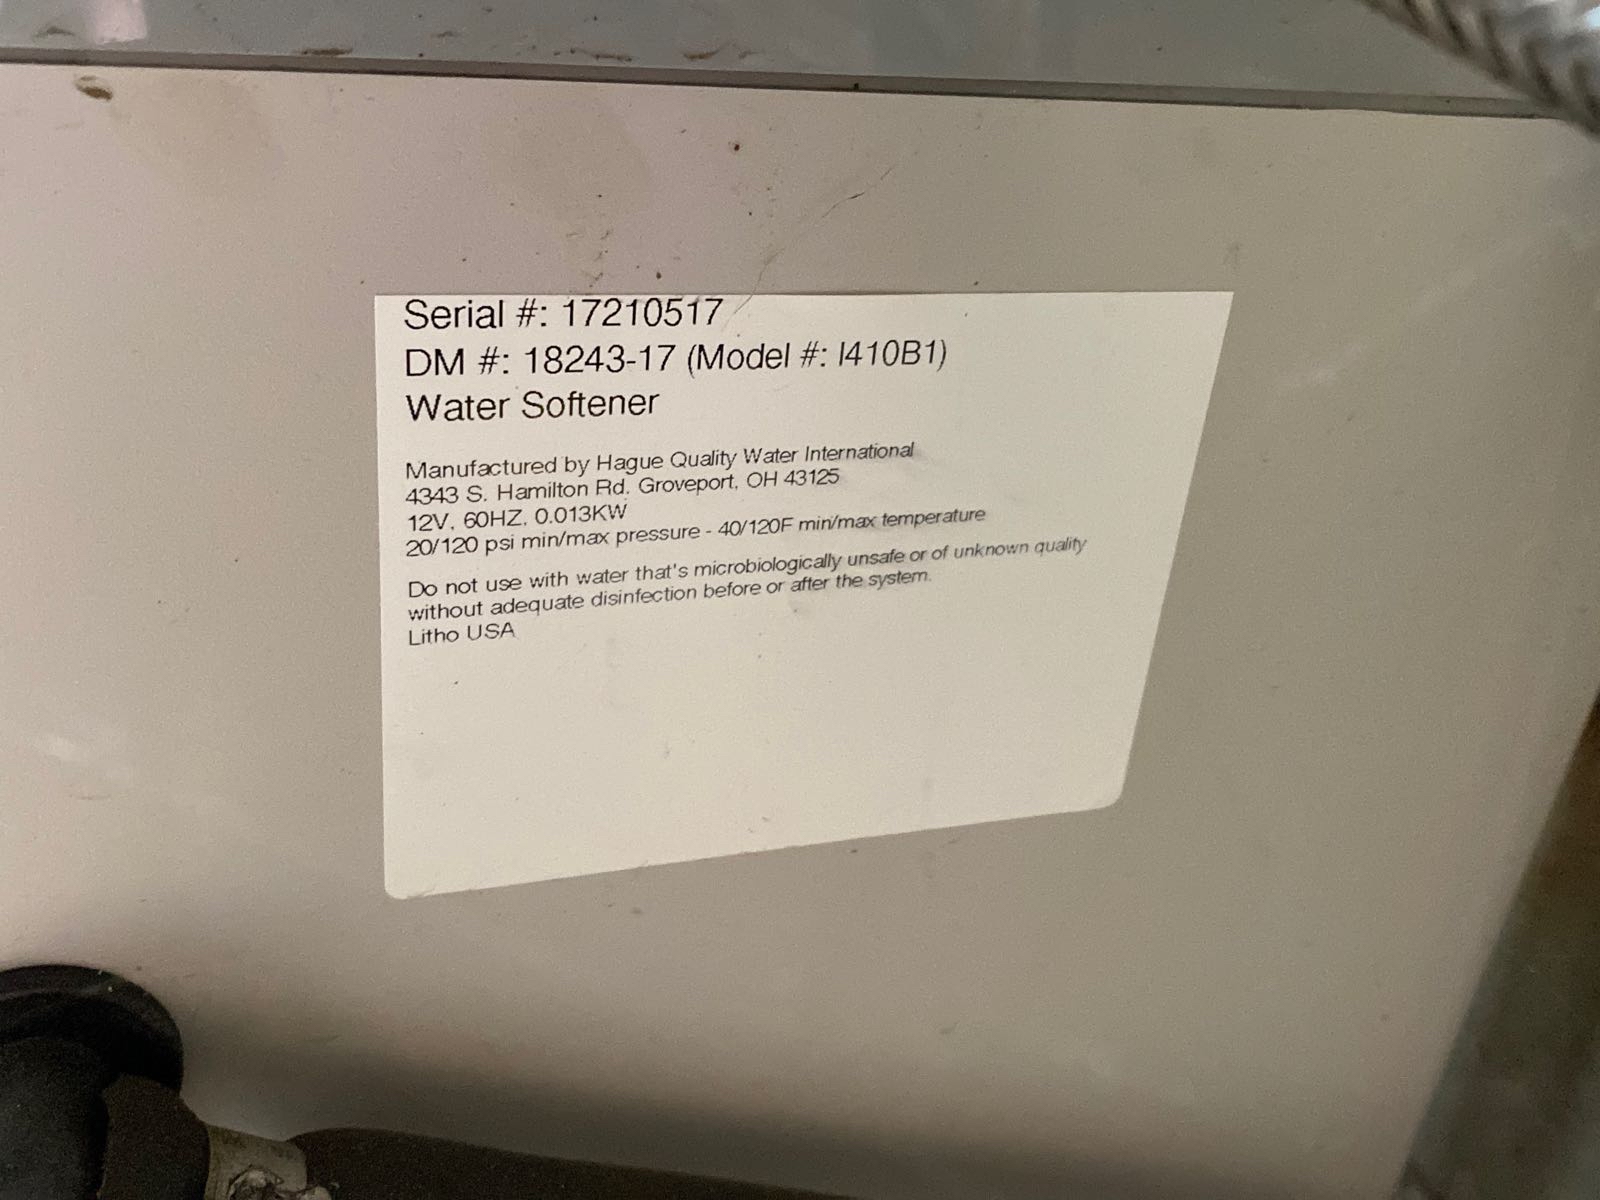 Serial #: 17210517
DM #: 18243-17 (Model #: I410B1)
Water Softener
Manufactured by Hague Quality Water International
4343 S. Hamilton Rd. Groveport, OH 43125
12V, 60HZ, 0.013KW
20/120 psi min/max pressure - 40/120F min/max temperature
Do not use with water that's microbiologically unsafe or of unknown quality
without adequate disinfection before or after the system.
Litho USA